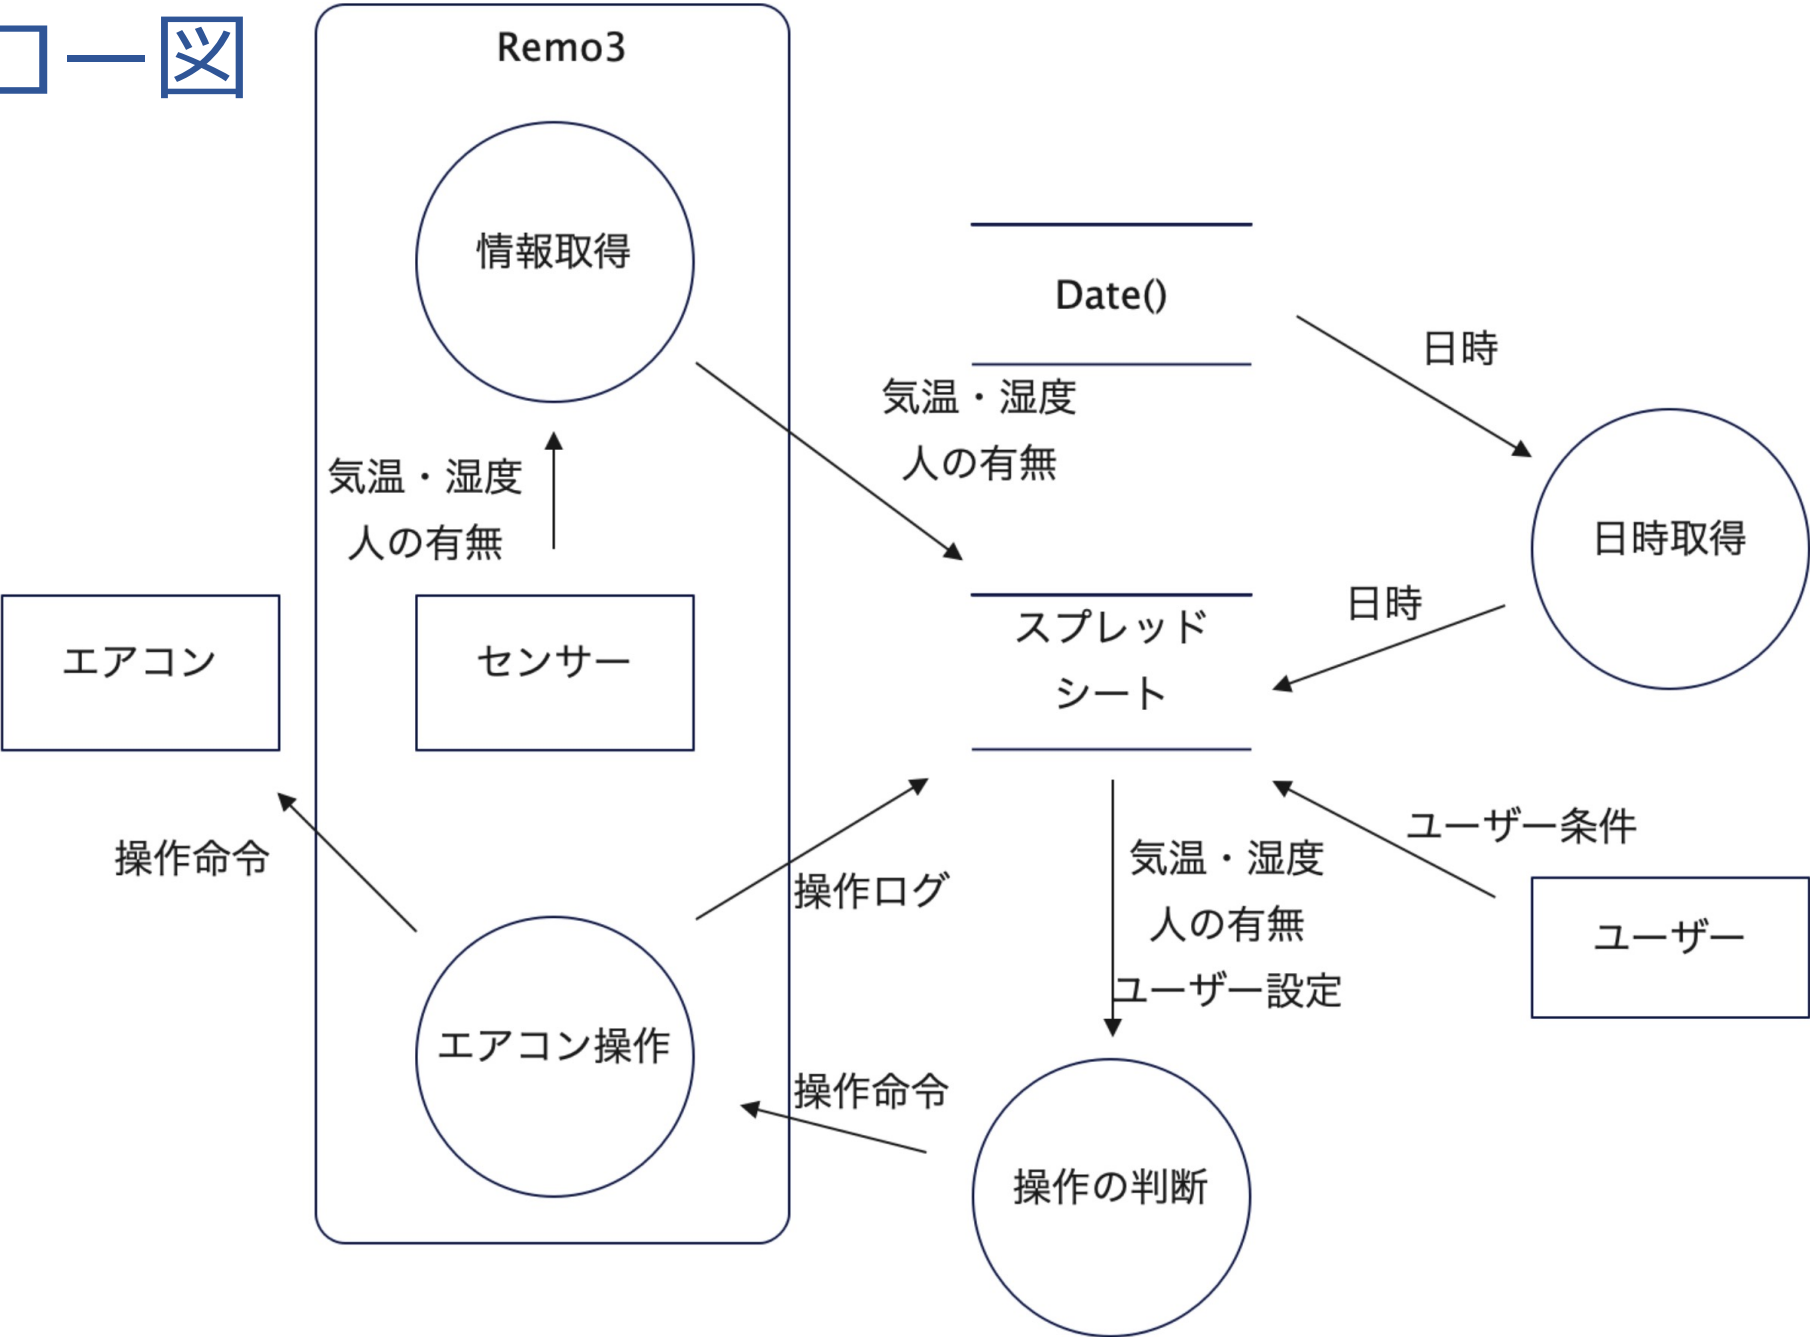 ロー図
Remo3
情報取得
Date()
日時
気温・湿度
人の有無
気温・湿度
人の有無
日時取得
エアコン
センサー
スプレッド
シート
日時
操作命令
操作ログ
気温・湿度
人の有無
ユーザー設定
ユーザー条件
ユーザー
エアコン操作
操作命令
操作の判断